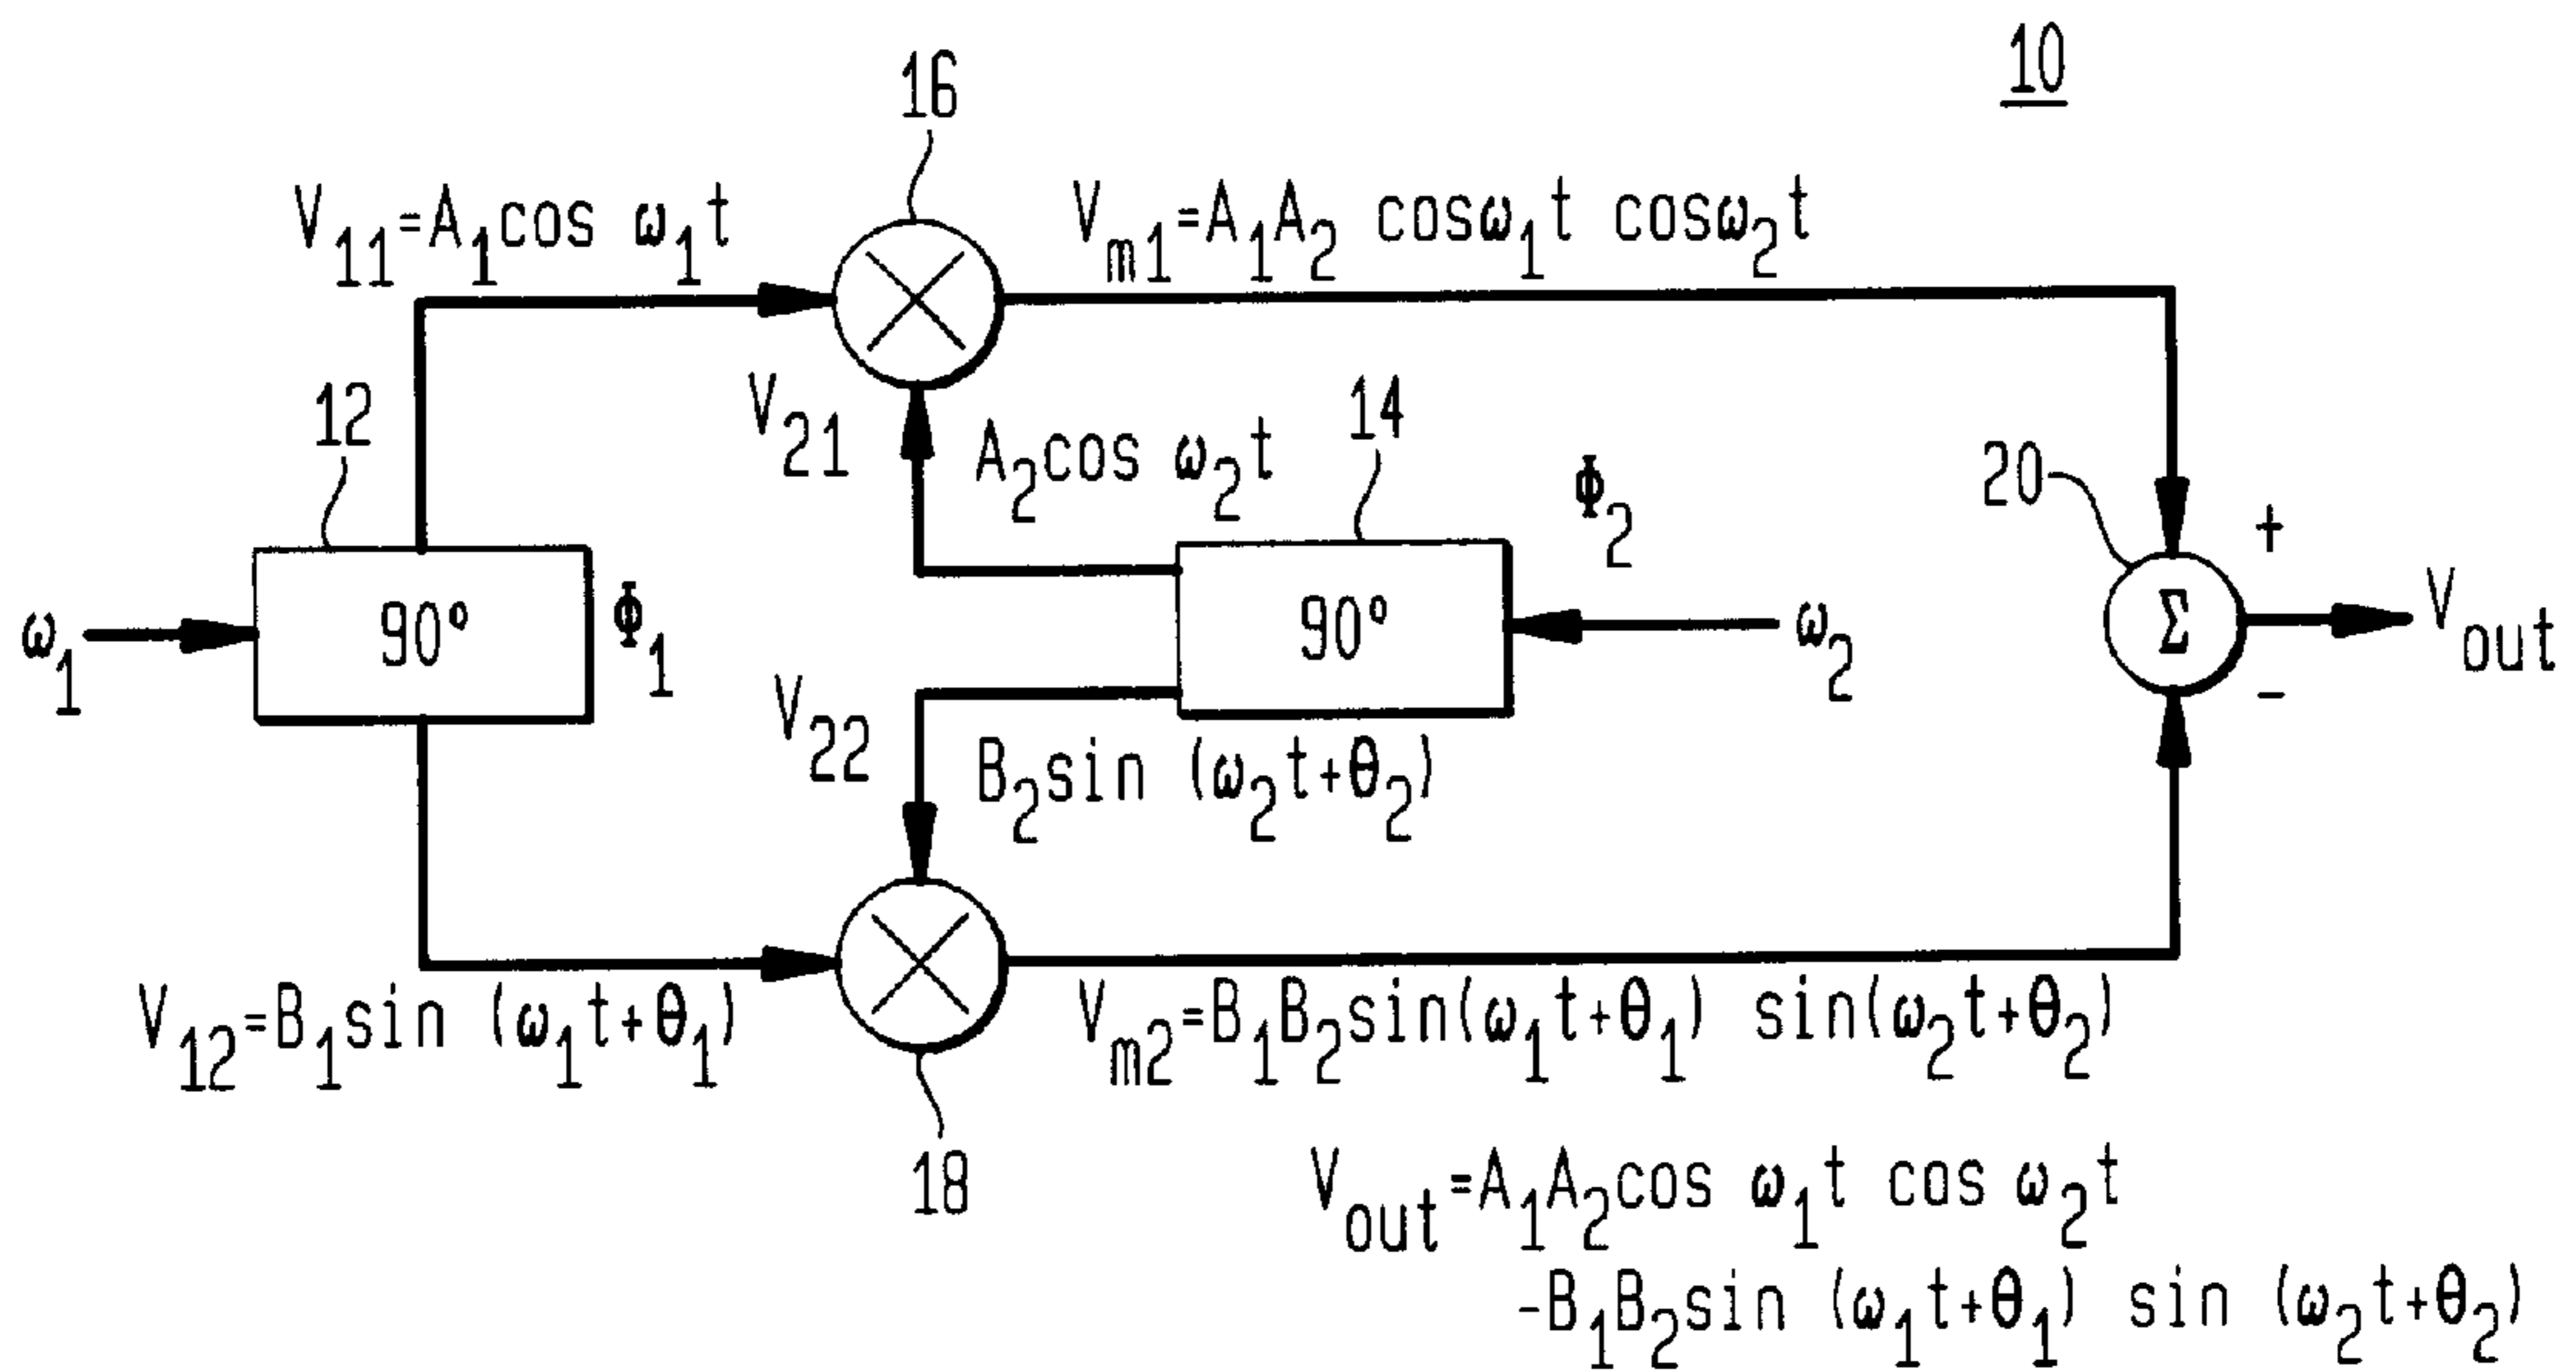 10
16
V₁₁=A₁cos ω₁t
Vₘ₁=A₁A₂ cosω₁t cosω₂t
12
V₂₁
A₂cos ω₂t
14
Φ₂
20
+
ω₁
90°
Φ₁
90°
ω₂
Σ
V_out
-
V₂₂
B₂sin (ω₂t+θ₂)
V₁₂=B₁sin (ω₁t+θ₁)
Vₘ₂=B₁B₂sin(ω₁t+θ₁) sin(ω₂t+θ₂)
18
V_out=A₁A₂cos ω₁t cos ω₂t
-B₁B₂sin (ω₁t+θ₁) sin (ω₂t+θ₂)